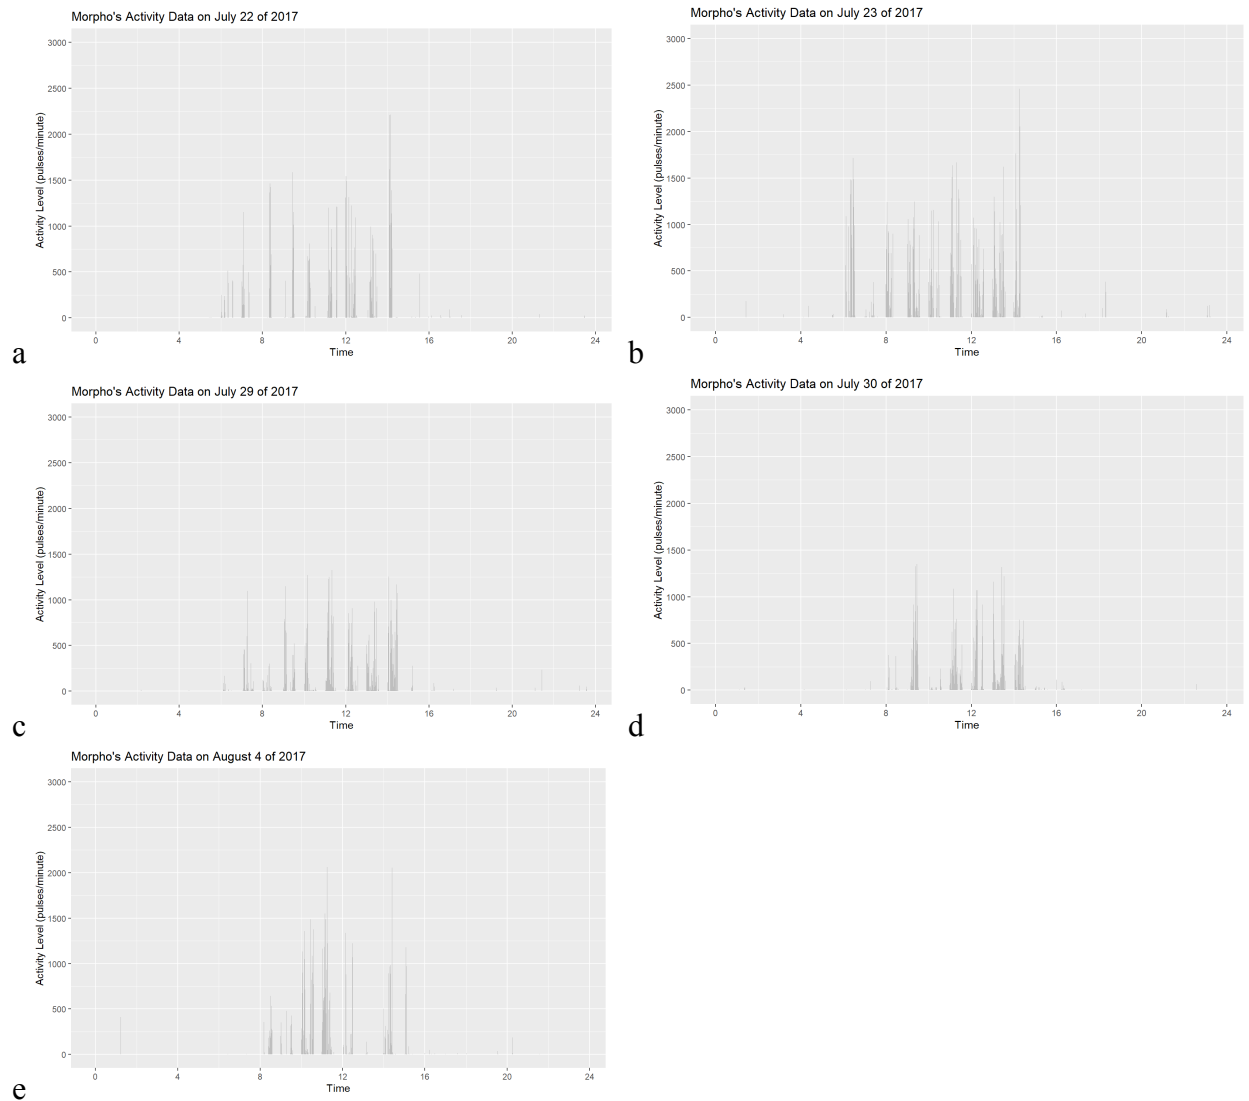 Morpho's Activity Data on July 22 of 2017
3000
2500
2000
1500
1000
500
0
Activity Level (pulses/minute)
0 4 8 12 16 20 24
Time
a
Morpho's Activity Data on July 23 of 2017
3000
2500
2000
1500
1000
500
0
Activity Level (pulses/minute)
0 4 8 12 16 20 24
Time
b
Morpho's Activity Data on July 29 of 2017
3000
2500
2000
1500
1000
500
0
Activity Level (pulses/minute)
0 4 8 12 16 20 24
Time
c
Morpho's Activity Data on July 30 of 2017
3000
2500
2000
1500
1000
500
0
Activity Level (pulses/minute)
0 4 8 12 16 20 24
Time
d
Morpho's Activity Data on August 4 of 2017
3000
2500
2000
1500
1000
500
0
Activity Level (pulses/minute)
0 4 8 12 16 20 24
Time
e